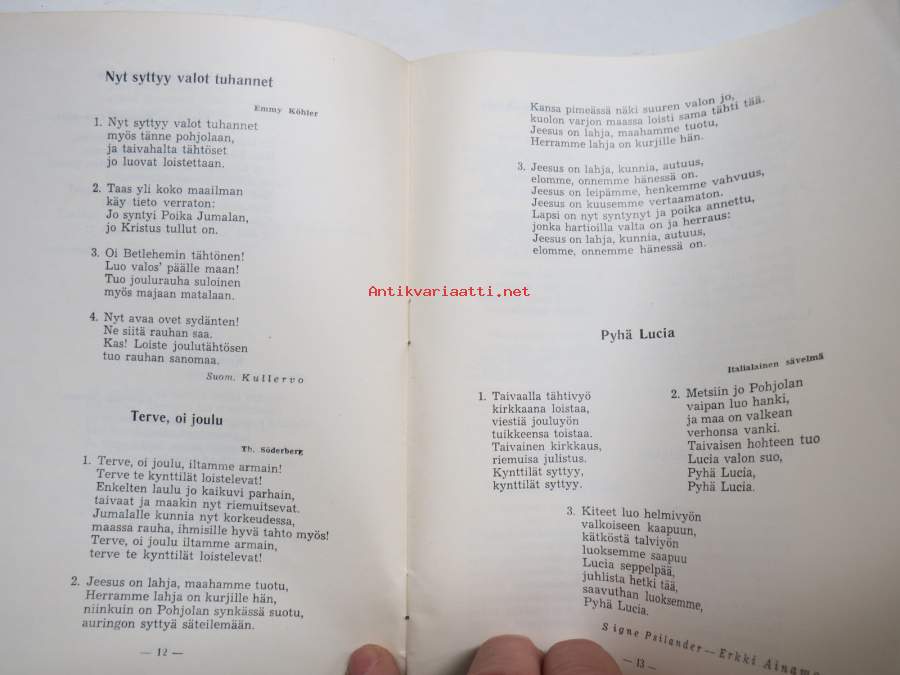 Nyt syttyy valot tuhannet
Emmy Köhler
1. Nyt syttyy valot tuhannet
myös tänne pohjolaan,
ja taivahalta tähtöset
jo luovat loistettaan.
2. Taas yli koko maailman
käy tieto verraton:
Jo syntyi Poika Jumalan,
jo Kristus tullut on.
3. Oi Betlehemin tähtönen!
Luo valos' päälle maan!
Tuo joulurauha suloinen
myös majaan matalaan.
4. Nyt avaa ovet sydänten!
Ne siitä rauhan saa.
Kas! Loiste joulutähtösen
tuo rauhan sanomaa.
Suom. Kullervo
Terve, oi joulu
Th. Söderberg
1. Terve, oi joulu, iltamme armain!
Terve te kynttilät loistelevat!
Enkelten laulu jo kaikuvi parhain,
taivaat ja maakin nyt riemuitsevat.
Jumalalle kunnia nyt korkeudessa,
maassa rauha, ihmisille hyvä tahto myös!
Terve, oi joulu iltamme armain,
terve te kynttilät loistelevat!
2. Jeesus on lahja, maahamme tuotu,
Herramme lahja on kurjille hän,
niinkuin on Pohjolan synkässä suotu,
auringon syttyä säteilemään.
— 12 —
Kansa pimeässä näki suuren valon jo,
kuolon varjon maassa loisti sama tähti tää.
Jeesus on lahja, maahamme tuotu,
Herramme lahja on kurjille hän.
3. Jeesus on lahja, kunnia, autuus,
elomme, onnemme hänessä on.
Jeesus on leipämme, henkemme vahvuus,
Jeesus on kuusemme vertaamaton.
Lapsi on nyt syntynyt ja poika annettu,
jonka hartioilla valta on ja herraus:
Jeesus on lahja, kunnia, autuus,
elomme, onnemme hänessä on.
Antikvariaatti.net
Pyhä Lucia
Italialainen sävelmä
1. Taivaalla tähtivyö
kirkkaana loistaa,
viestiä jouluyön
tuikkeensa toistaa.
Taivainen kirkkaus,
riemuisa julistus.
Kynttilät syttyy,
kynttilät syttyy.
2. Metsiin jo Pohjolan
vaipan luo hanki,
ja maa on valkean
verhonsa vanki.
Taivaisen hohteen tuo
Lucia valon suo,
Pyhä Lucia,
Pyhä Lucia.
3. Kiteet luo helmivyön
valkoiseen kaapuun,
kätköstä talviyön
luoksemme saapuu
Lucia seppelpää,
juhlista hetki tää,
saavuthan luoksemme,
Pyhä Lucia.
Signe Psilander — Erkki Ainam
— 13 —